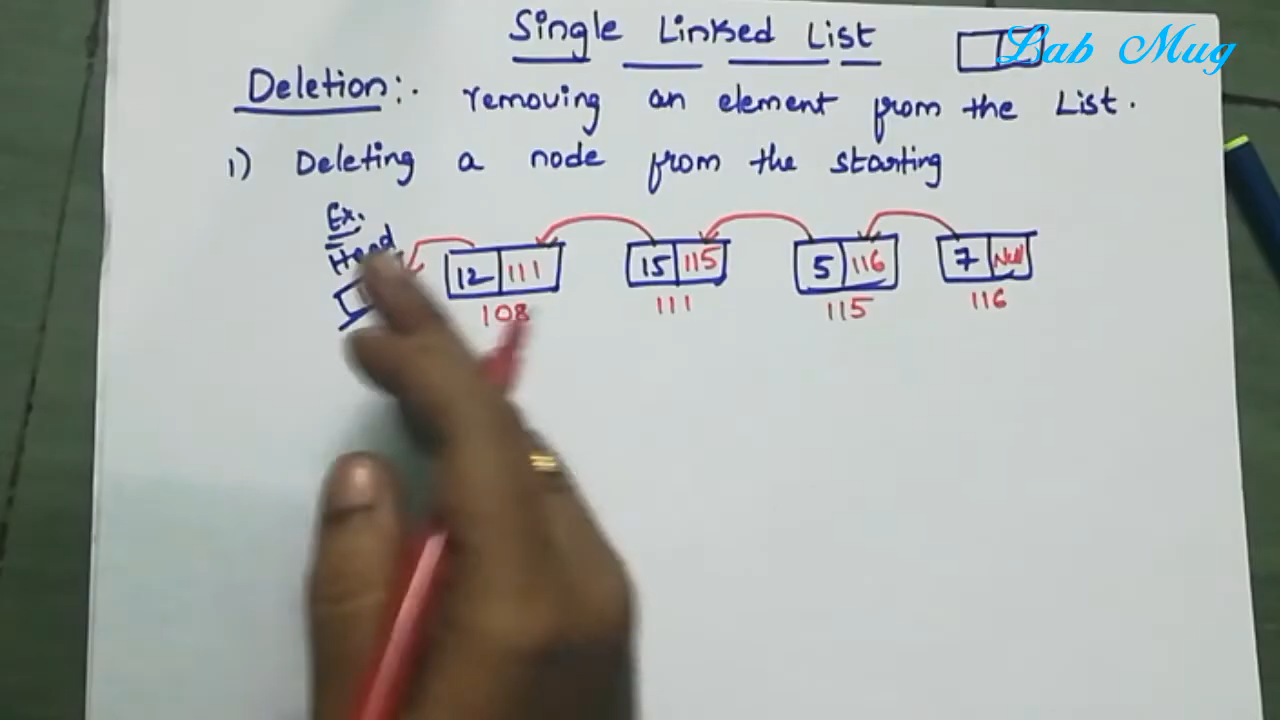 Single Linked List
Lab Mug
Deletion:- removing an element from the List.
1) Deleting a node from the starting
Ex.
Head
12 111 15 115 5 116 7 Null
108 111 115 116